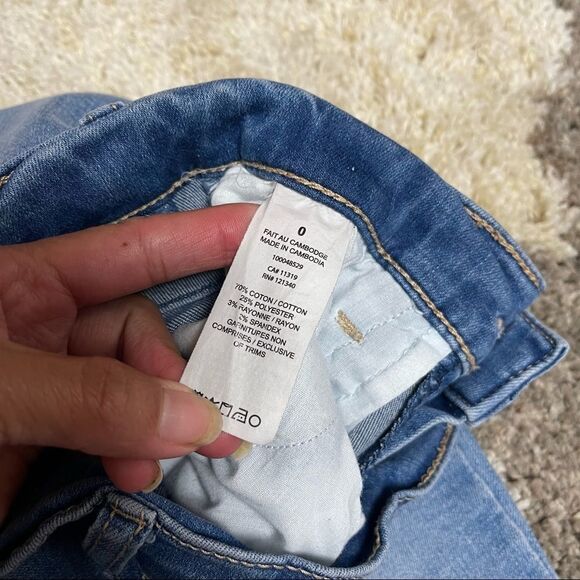 0
FAIT AU CAMBODGE
MADE IN CAMBODIA
100048529
CA# 11319
RN# 121340
70% COTON / COTTON
25% POLYESTER
3% RAYONNE / RAYON
2% SPANDEX
GARNITURES NON
COMPRISES / EXCLUSIVE
OF TRIMS